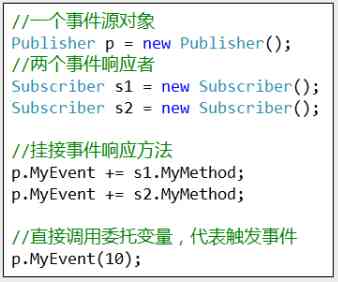 //一个事件源对象
Publisher p = new Publisher();
//两个事件响应者
Subscriber s1 = new Subscriber();
Subscriber s2 = new Subscriber();
//挂接事件响应方法
p.MyEvent += s1.MyMethod;
p.MyEvent += s2.MyMethod;
//直接调用委托变量，代表触发事件
p.MyEvent(10);